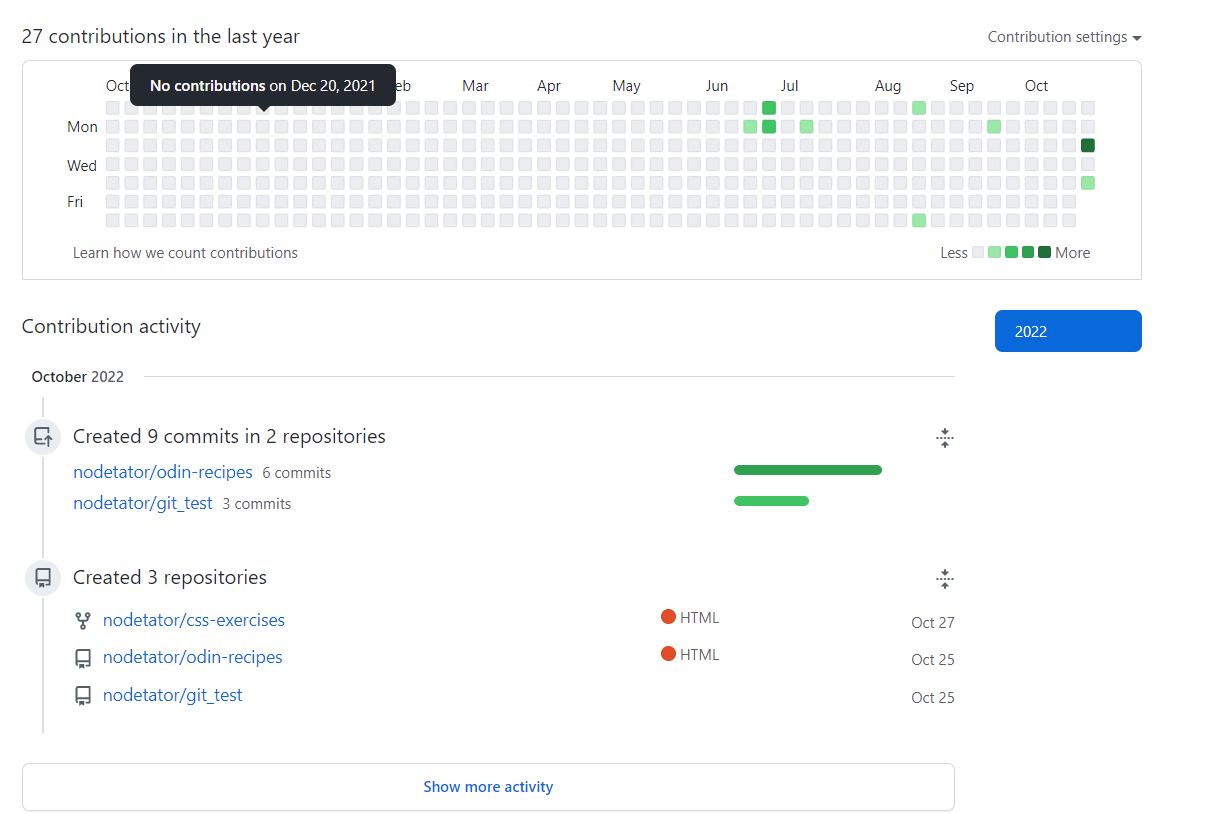 27 contributions in the last year
Contribution settings
No contributions on Dec 20, 2021
Oct eb Mar Apr May Jun Jul Aug Sep Oct
Mon
Wed
Fri
Learn how we count contributions
Less More
Contribution activity
2022
October 2022
Created 9 commits in 2 repositories
nodetator/odin-recipes 6 commits
nodetator/git_test 3 commits
Created 3 repositories
nodetator/css-exercises HTML Oct 27
nodetator/odin-recipes HTML Oct 25
nodetator/git_test Oct 25
Show more activity